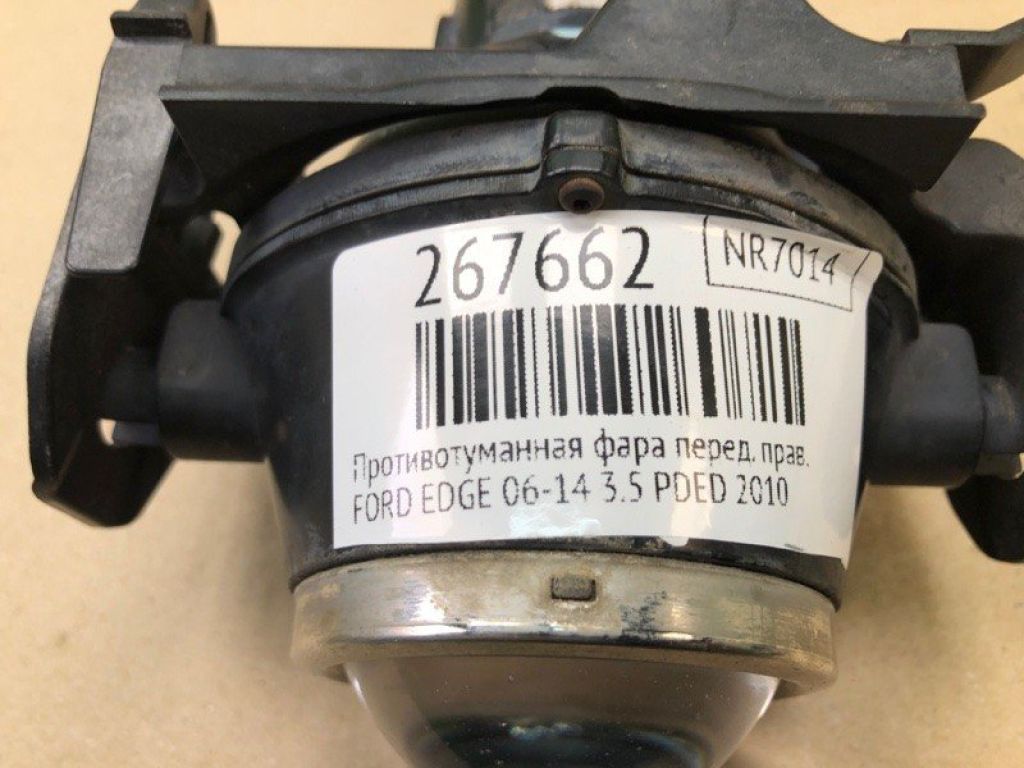 267662
NR7014
Противотуманная фара перед. прав.
FORD EDGE 06-14 3.5 PDED 2010